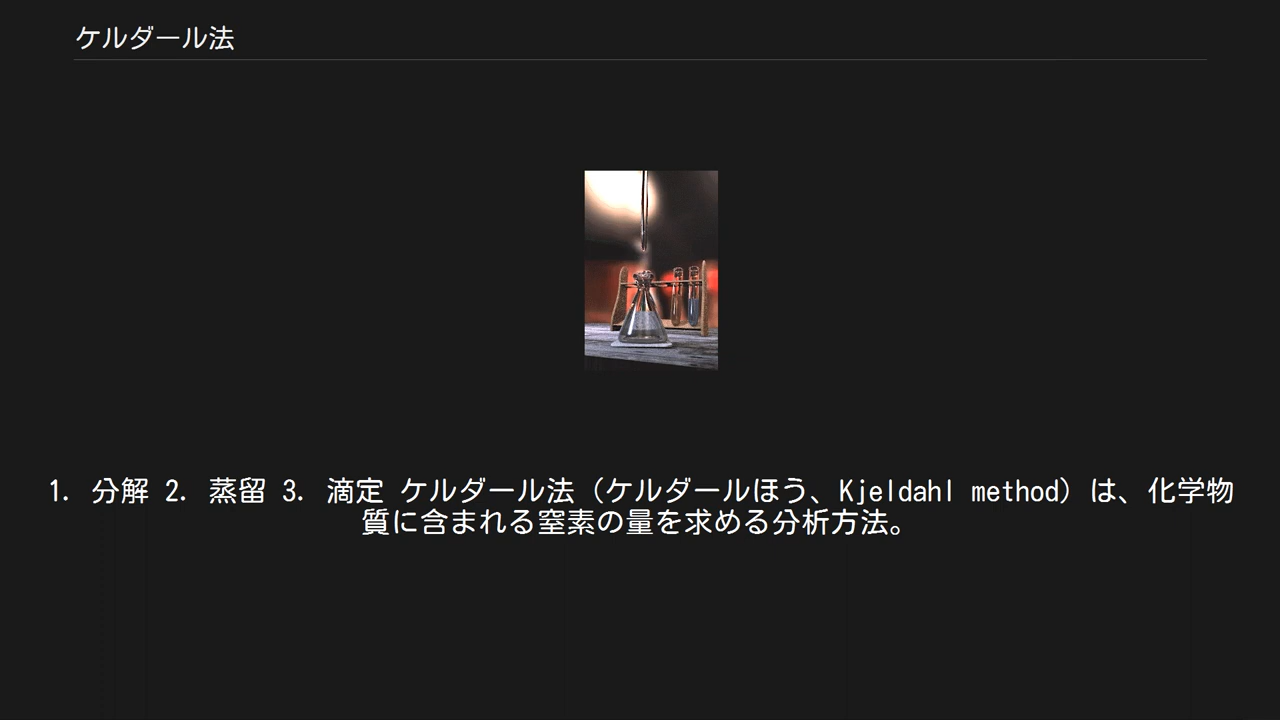 ケルダール法
1. 分解 2. 蒸留 3. 滴定 ケルダール法（ケルダールほう、Kjeldahl method）は、化学物
質に含まれる窒素の量を求める分析方法。